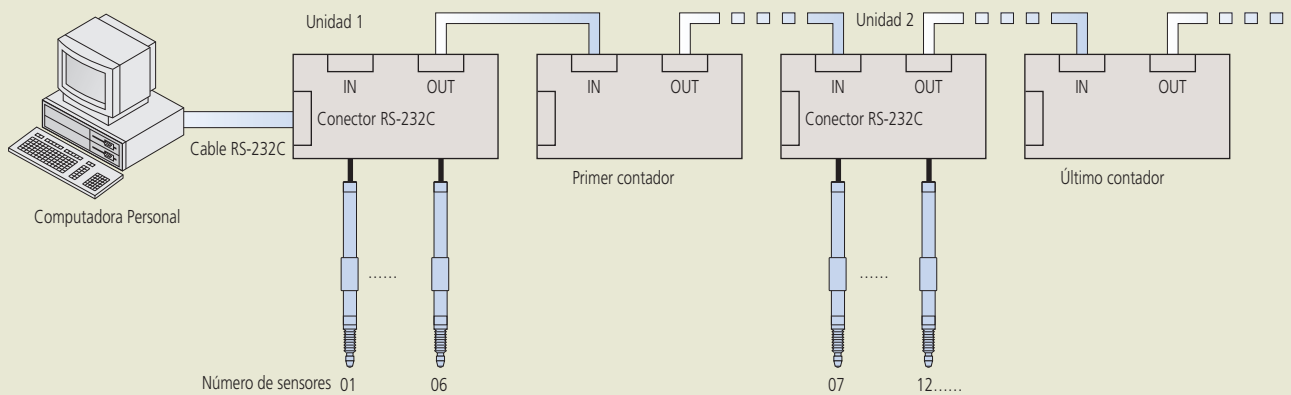 Unidad 1
Unidad 2
IN
OUT
IN
OUT
IN
OUT
IN
OUT
Conector RS-232C
Conector RS-232C
Cable RS-232C
Primer contador
Último contador
Computadora Personal
......
......
Número de sensores 01 06 07 12......